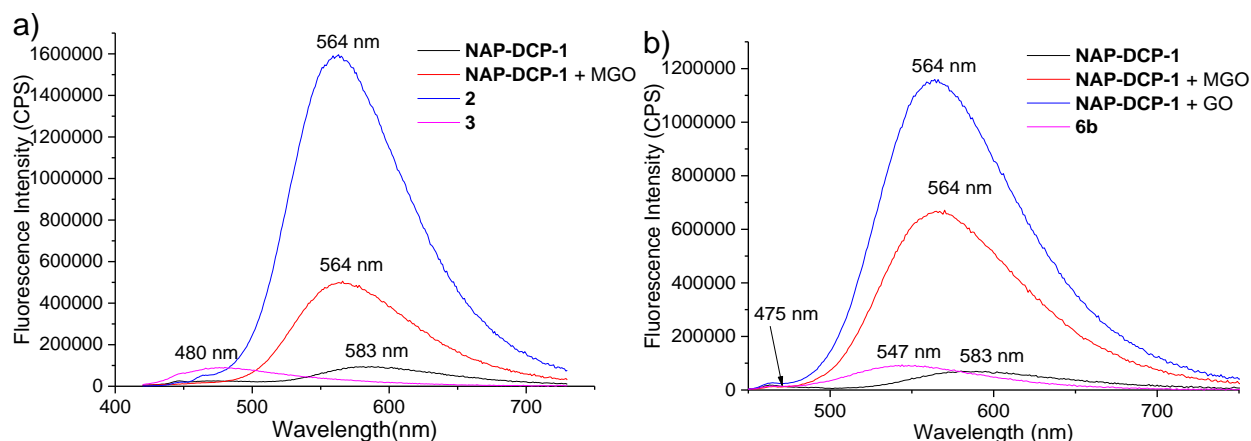 a)
564 nm
NAP-DCP-1
NAP-DCP-1 + MGO
2
3
564 nm
480 nm
583 nm
Fluorescence Intensity (CPS)
1600000
1400000
1200000
1000000
800000
600000
400000
200000
0
400
500
600
700
Wavelength(nm)
b)
564 nm
NAP-DCP-1
NAP-DCP-1 + MGO
NAP-DCP-1 + GO
6b
564 nm
475 nm
547 nm
583 nm
Fluorescence Intensity (CPS)
1200000
1000000
800000
600000
400000
200000
0
500
600
700
Wavelength (nm)